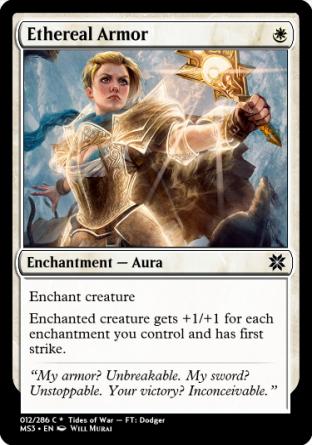 Ethereal Armor
Enchantment — Aura
Enchant creature
Enchanted creature gets +1/+1 for each
enchantment you control and has first
strike.
“My armor? Unbreakable. My sword?
Unstoppable. Your victory? Inconceivable.”
012/286 C * Tides of War — FT: Dodger
MS3 • EN Will Murai